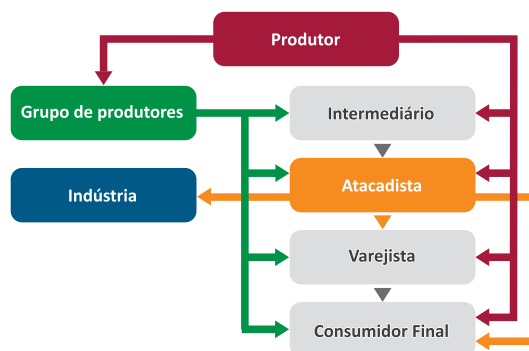 Produtor
Grupo de produtores
Intermediário
Indústria
Atacadista
Varejista
Consumidor Final